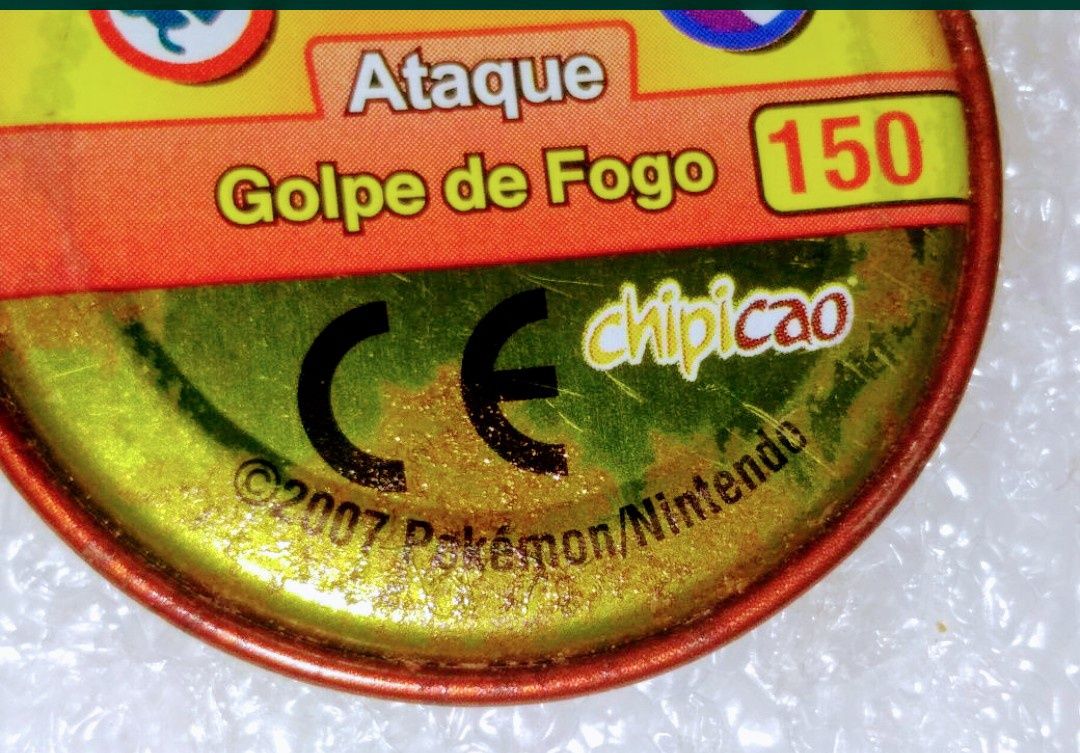 Ataque
Golpe de Fogo
150
CE
chipicao
©2007 Pokémon/Nintendo